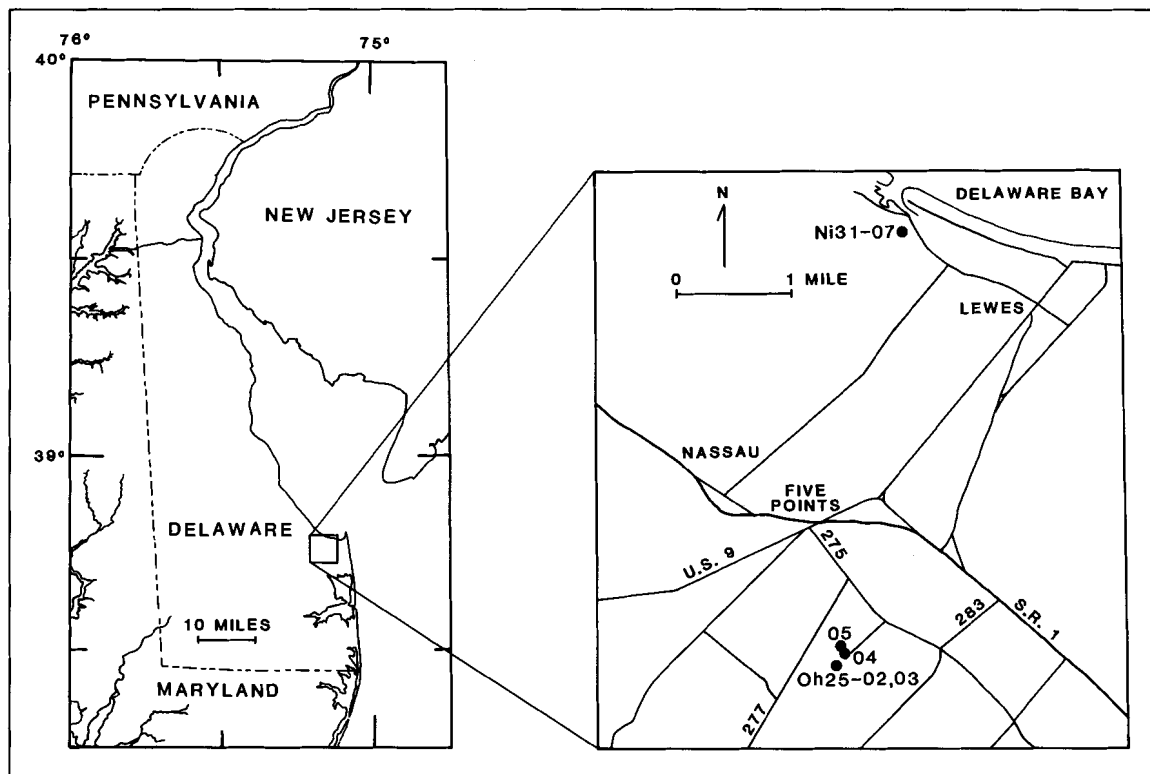 76°
75°
40°
PENNSYLVANIA
NEW JERSEY
39°
DELAWARE
10 MILES
MARYLAND
N
DELAWARE BAY
Ni31-07
0 1 MILE
LEWES
NASSAU
FIVE
POINTS
U.S. 9
275
283
S.R. 1
05
04
Oh25-02,03
277